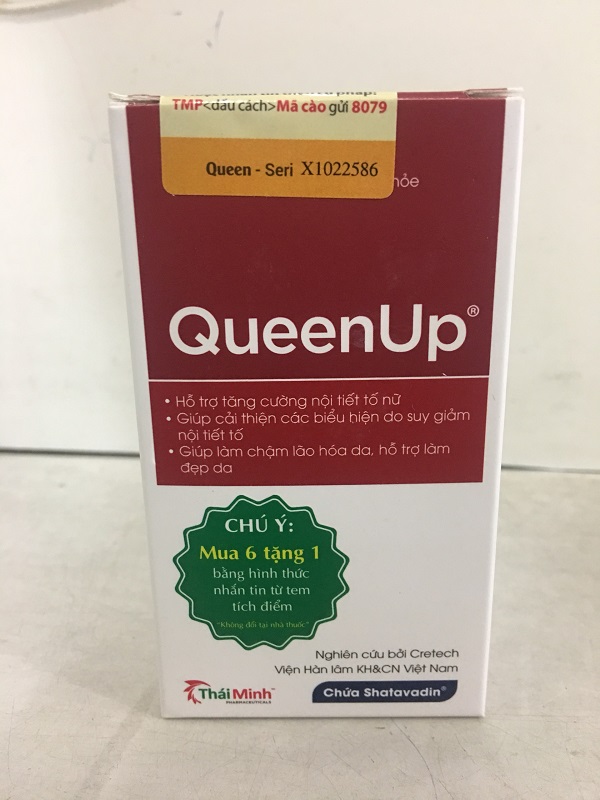 TMP<dấu cách>Mã cào gửi 8079
Queen - Seri X1022586
QueenUp®
• Hỗ trợ tăng cường nội tiết tố nữ
• Giúp cải thiện các biểu hiện do suy giảm
nội tiết tố
• Giúp làm chậm lão hóa da, hỗ trợ làm
đẹp da
CHÚ Ý:
Mua 6 tặng 1
bằng hình thức
nhắn tin từ tem
tích điểm
"Không đổi tại nhà thuốc"
Nghiên cứu bởi Cretech
Viện Hàn lâm KH&CN Việt Nam
Thái Minh™
PHARMACEUTICALS
Chứa Shatavadin®